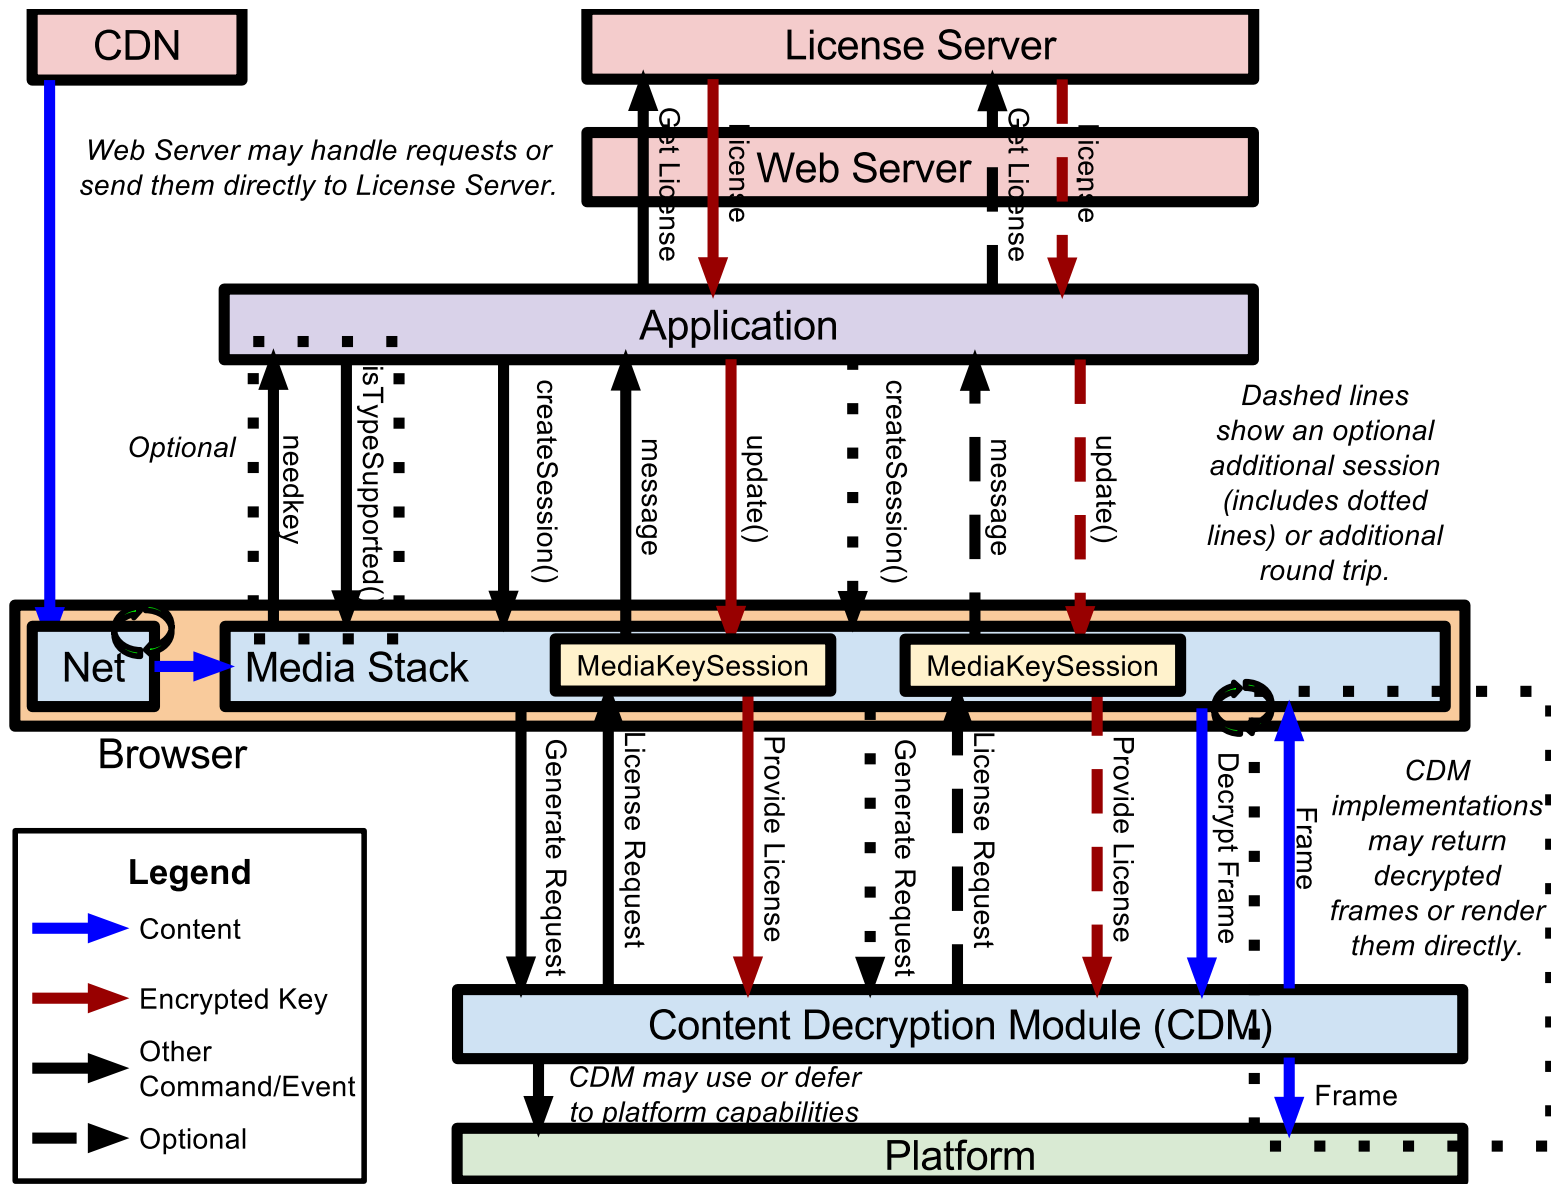 CDN
License Server
Web Server may handle requests or
send them directly to License Server.
Get License
License
Get License
License
Web Server
Application
Optional
needkey
isTypeSupported(
createSession()
message
update()
createSession()
message
update()
Dashed lines
show an optional
additional session
(includes dotted
lines) or additional
round trip.
Net
Media Stack
MediaKeySession
MediaKeySession
Browser
Generate Request
License Request
Provide License
Generate Request
License Request
Provide License
Decrypt Frame
Frame
CDM
implementations
may return
decrypted
frames or render
them directly.
Legend
Content
Encrypted Key
Other
Command/Event
Optional
Content Decryption Module (CDM)
CDM may use or defer
to platform capabilities
Frame
Platform